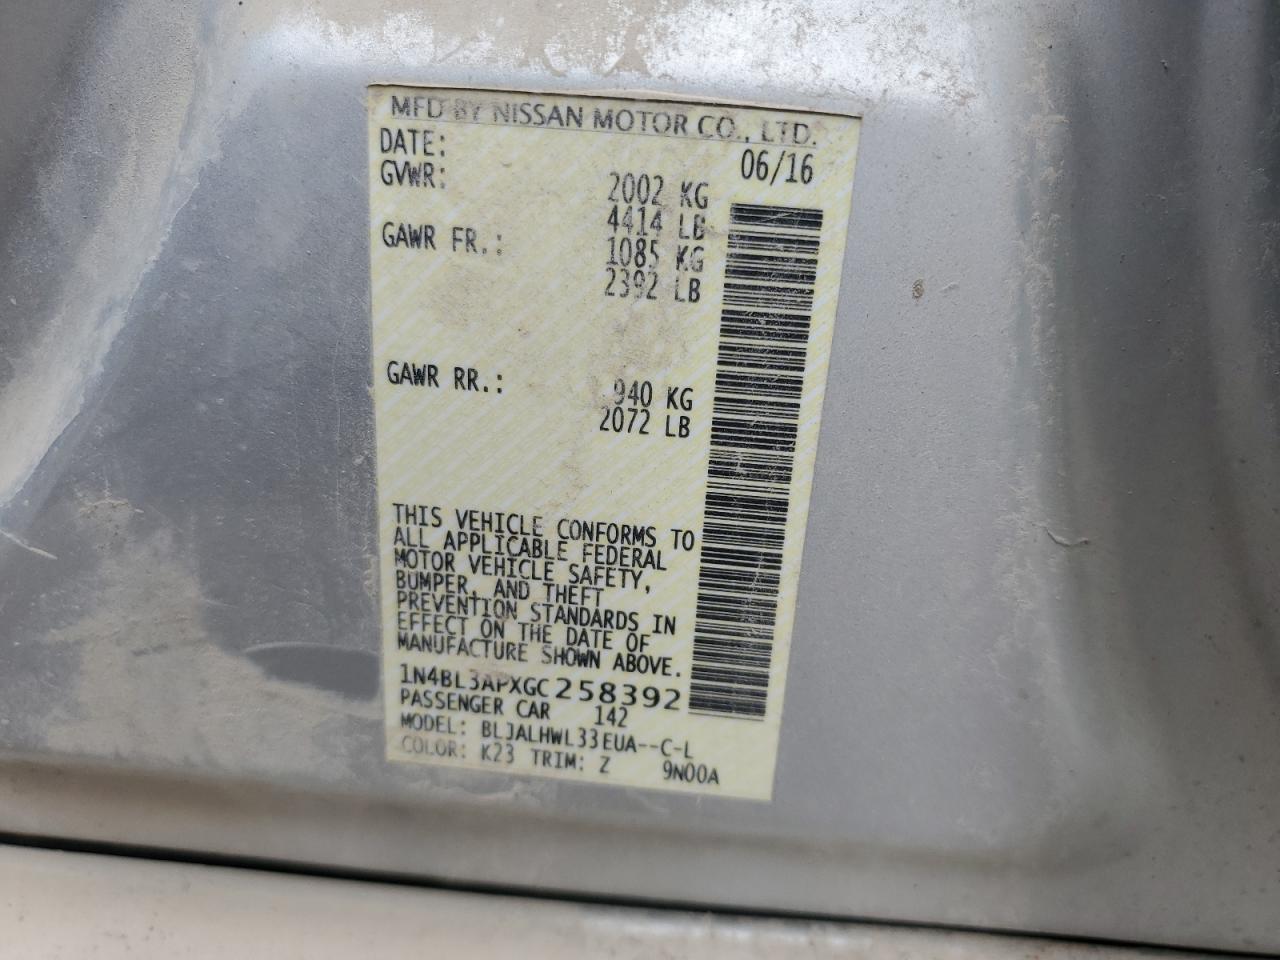 MFD BY NISSAN MOTOR CO., LTD.
DATE: 06/16
GVWR: 2002 KG
4414 LB
GAWR FR.: 1085 KG
2392 LB
GAWR RR.: 940 KG
2072 LB
THIS VEHICLE CONFORMS TO
ALL APPLICABLE FEDERAL
MOTOR VEHICLE SAFETY,
BUMPER, AND THEFT
PREVENTION STANDARDS IN
EFFECT ON THE DATE OF
MANUFACTURE SHOWN ABOVE.
1N4BL3APXGC258392
PASSENGER CAR 142
MODEL: BLJALHWL33EUA--C-L
COLOR: K23 TRIM: Z 9N00A